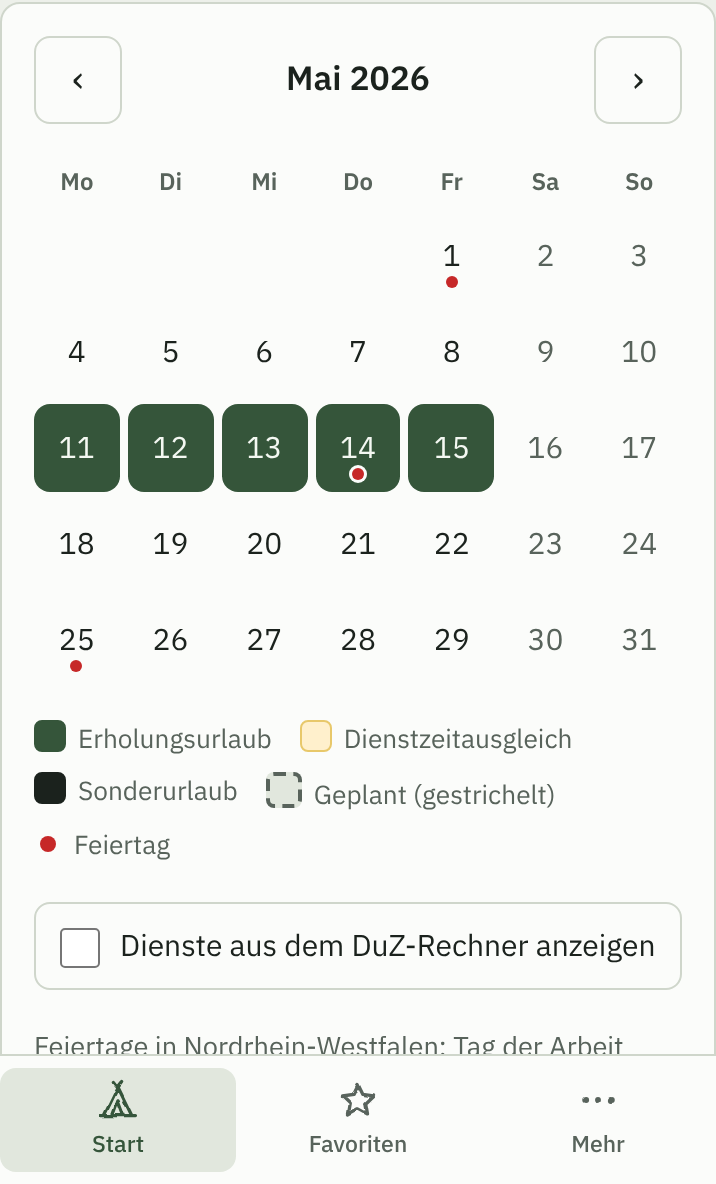 ‹ Mai 2026 ›
Mo Di Mi Do Fr Sa So
1 2 3
4 5 6 7 8 9 10
11 12 13 14 15 16 17
18 19 20 21 22 23 24
25 26 27 28 29 30 31
Erholungsurlaub Dienstzeitausgleich
Sonderurlaub Geplant (gestrichelt)
Feiertag
Dienste aus dem DuZ-Rechner anzeigen
Feiertage in Nordrhein-Westfalen: Tag der Arbeit
Start Favoriten Mehr